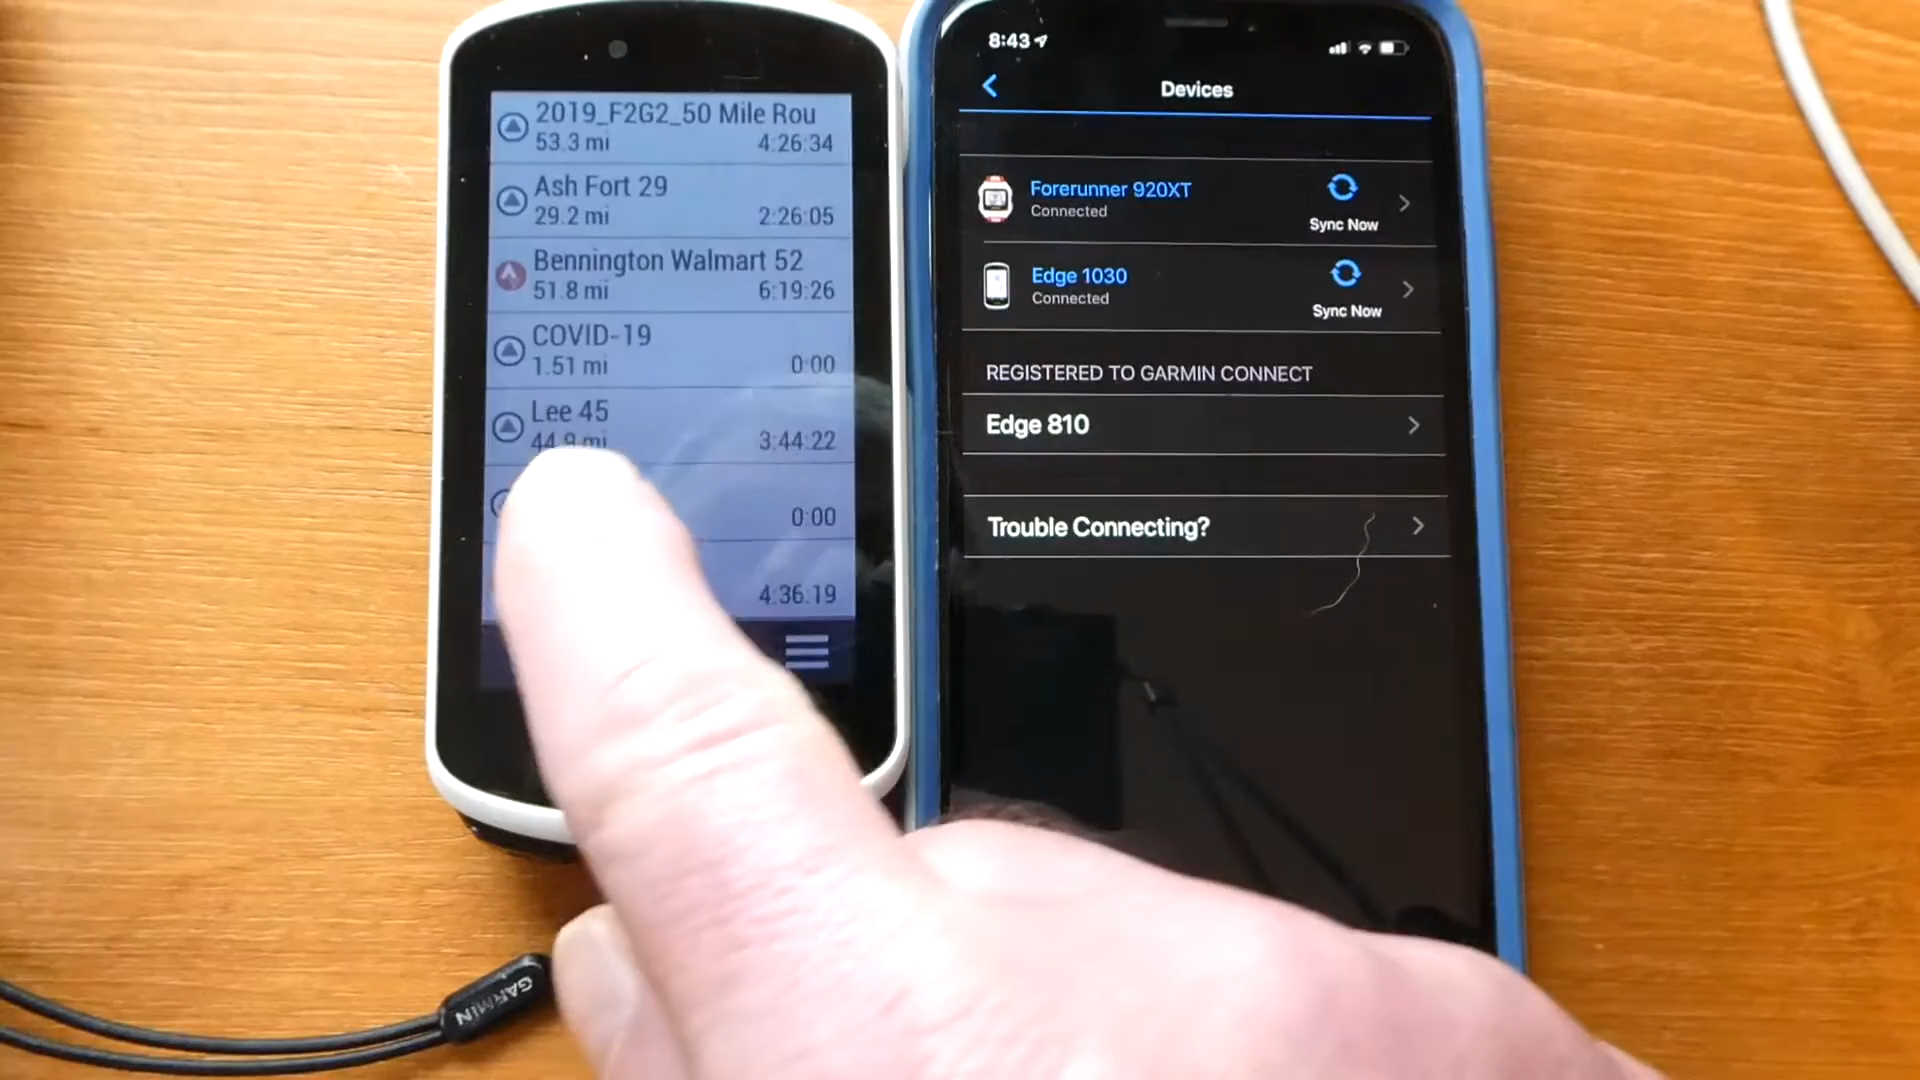 2019_F2G2_50 Mile Rou
53.3 mi 4:26:34
Ash Fort 29
29.2 mi 2:26:05
Bennington Walmart 52
51.8 mi 6:19:26
COVID-19
1.51 mi 0:00
Lee 45
44.9 mi 3:44:22
0:00
4:36:19
8:43
Devices
Forerunner 920XT
Connected
Sync Now
Edge 1030
Connected
Sync Now
REGISTERED TO GARMIN CONNECT
Edge 810
Trouble Connecting?
GARMIN